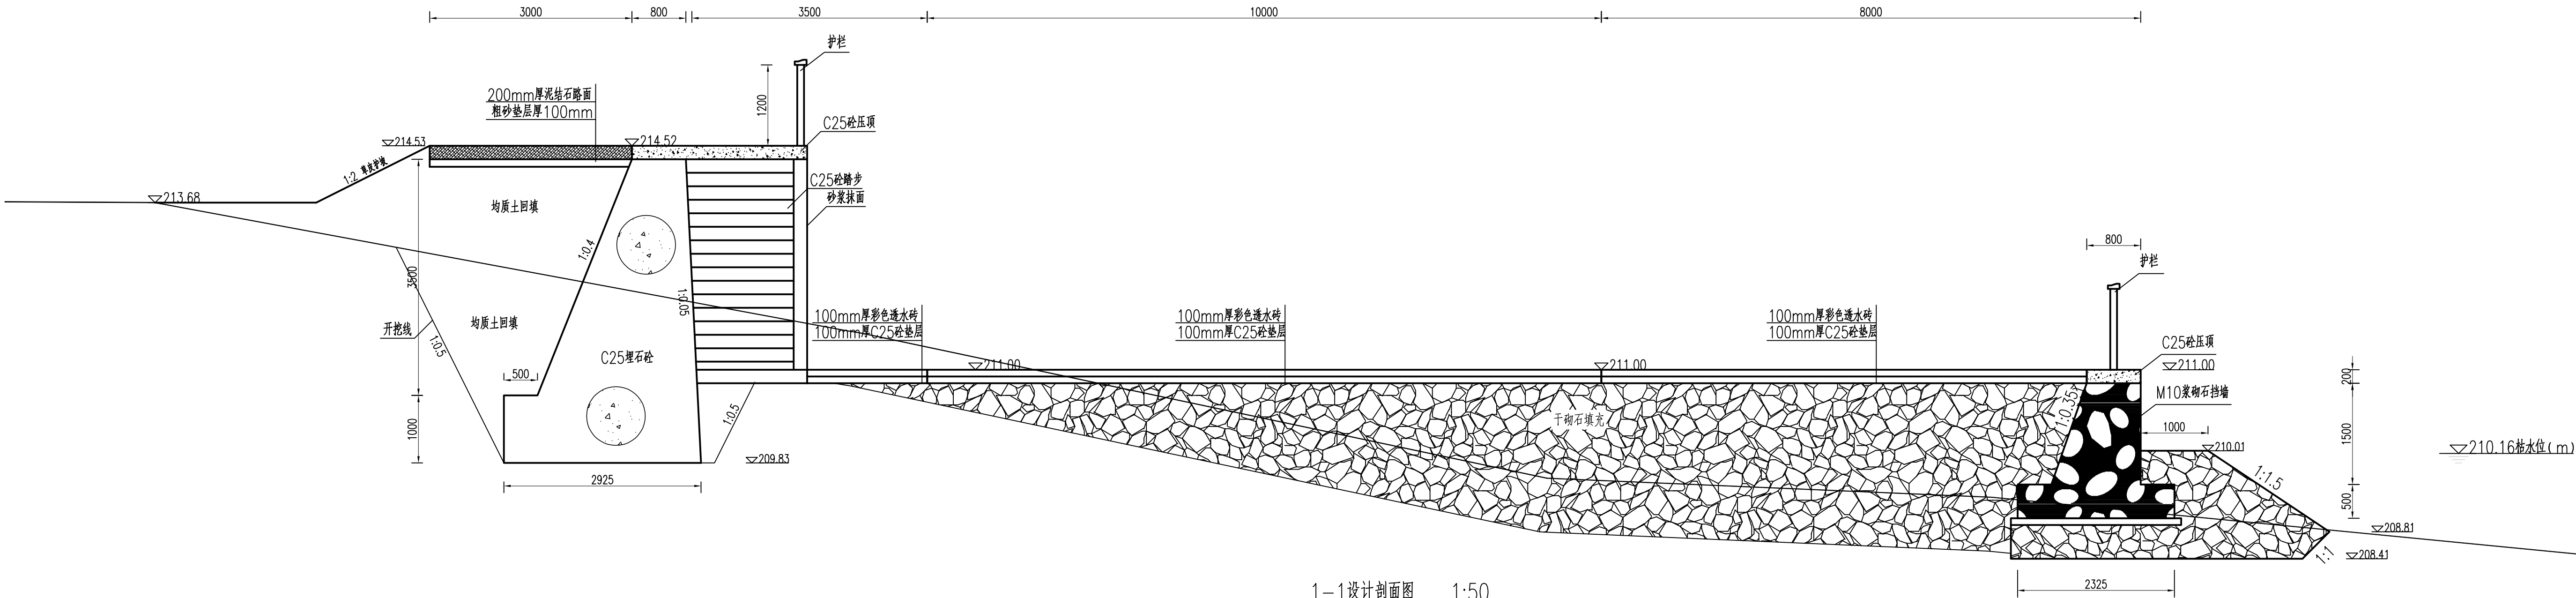 3000
800
3500
10000
8000
护栏
1200
200mm厚泥结石路面
粗砂垫层厚100mm
C25砼压顶
214.53
214.52
1:2 草皮护坡
C25砼踏步
砂浆抹面
213.68
均质土回填
1:0.4
800
护栏
3500
1:0.05
开挖线
均质土回填
1:0.5
100mm厚彩色透水砖
100mm厚C25砼垫层
100mm厚彩色透水砖
100mm厚C25砼垫层
100mm厚彩色透水砖
100mm厚C25砼垫层
C25埋石砼
C25砼压顶
211.00
211.00
211.00
500
200
1:0.35
M10浆砌石挡墙
干砌石填充
1000
1:0.5
1000
1500
210.01
210.16枯水位(m)
209.83
1:1.5
2925
500
208.81
1:1
208.41
2325
1-1设计剖面图 1:50